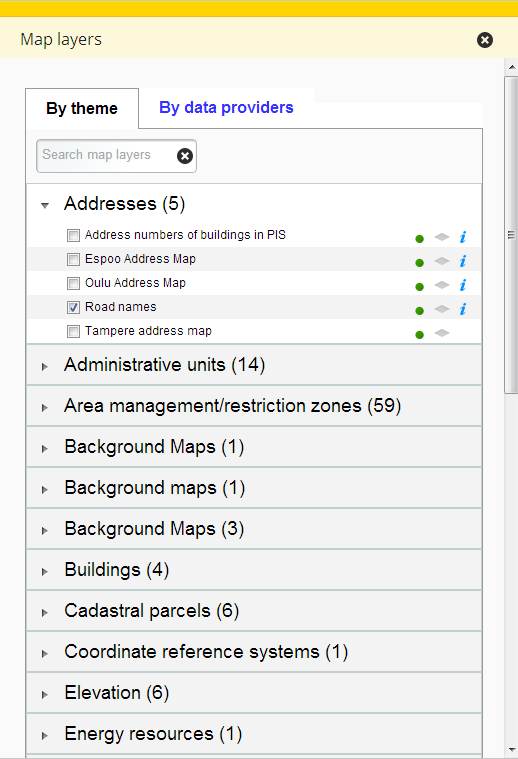 Map layers
By theme
By data providers
Search map layers
Addresses (5)
Address numbers of buildings in PIS
Espoo Address Map
Oulu Address Map
Road names
Tampere address map
Administrative units (14)
Area management/restriction zones (59)
Background Maps (1)
Background maps (1)
Background Maps (3)
Buildings (4)
Cadastral parcels (6)
Coordinate reference systems (1)
Elevation (6)
Energy resources (1)